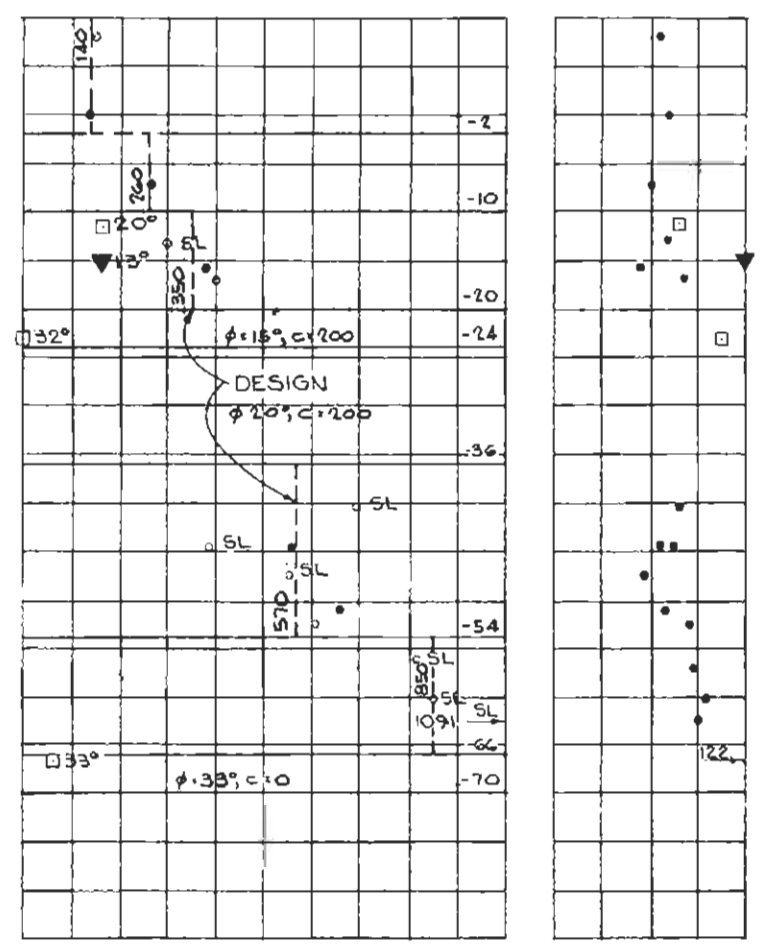 140
-2
260
-10
20°
SL
13°
350
-20
32°
φ=15°, c=200
-24
DESIGN
φ 20°, c=200
-36
SL
SL
SL
570
-54
SL
850
SL
SL
1091
-66
122
33°
φ=33°, c=0
-70